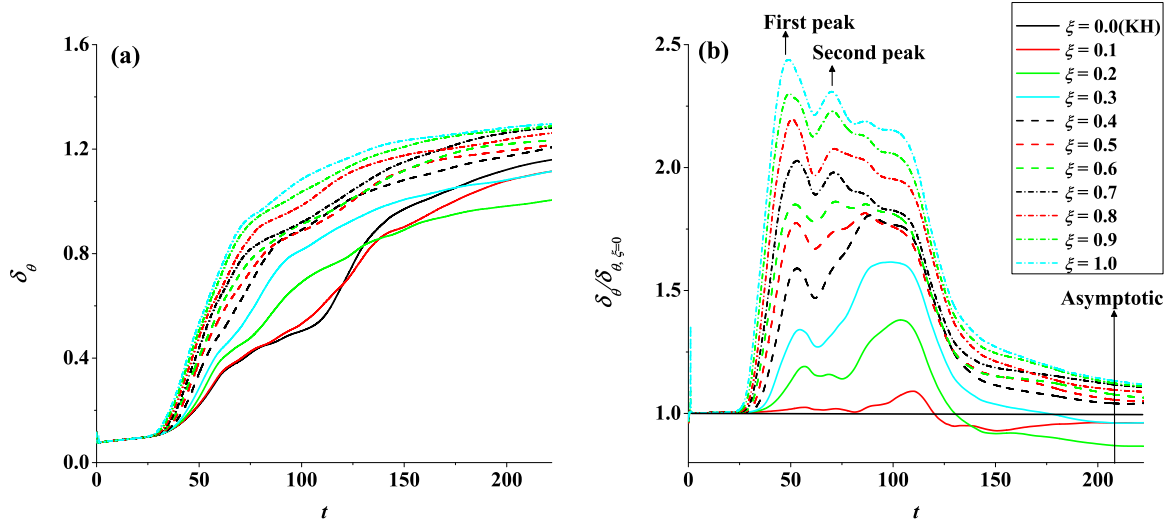 (a)
1.6
1.2
0.8
0.4
0.0
δθ
0
50
100
150
200
t
(b)
First peak
Second peak
2.5
2.0
1.5
1.0
δθ/δθ, ξ=0
0
50
100
150
200
t
Asymptotic
ξ = 0.0(KH)
ξ = 0.1
ξ = 0.2
ξ = 0.3
ξ = 0.4
ξ = 0.5
ξ = 0.6
ξ = 0.7
ξ = 0.8
ξ = 0.9
ξ = 1.0